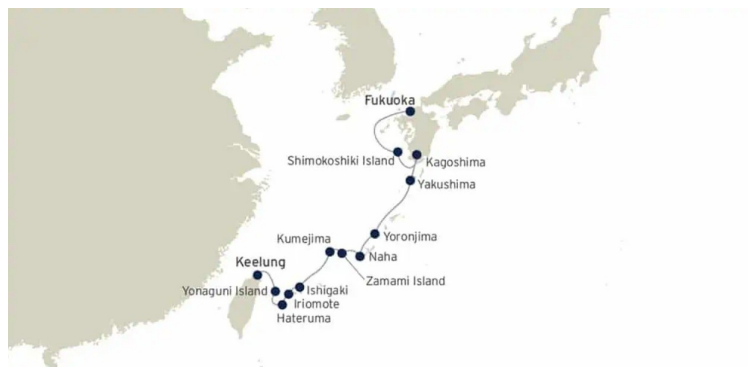 Fukuoka
Shimokoshiki Island
Kagoshima
Yakushima
Yoronjima
Kumejima
Naha
Zamami Island
Keelung
Yonaguni Island
Ishigaki
Iriomote
Hateruma